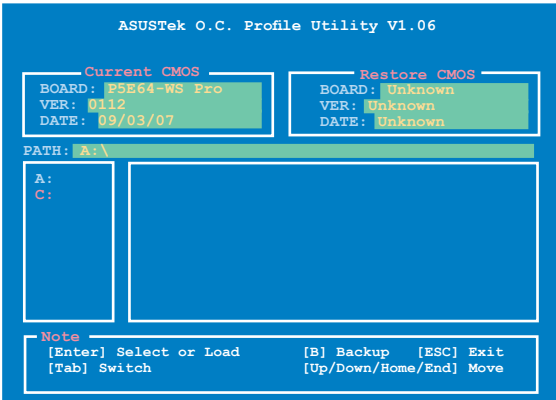 ASUSTek O.C. Profile Utility V1.06
Current CMOS
BOARD: P5E64-WS Pro
VER: 0112
DATE: 09/03/07
Restore CMOS
BOARD: Unknown
VER: Unknown
DATE: Unknown
PATH: A:\
A:
C:
Note
[Enter] Select or Load [B] Backup [ESC] Exit
[Tab] Switch [Up/Down/Home/End] Move